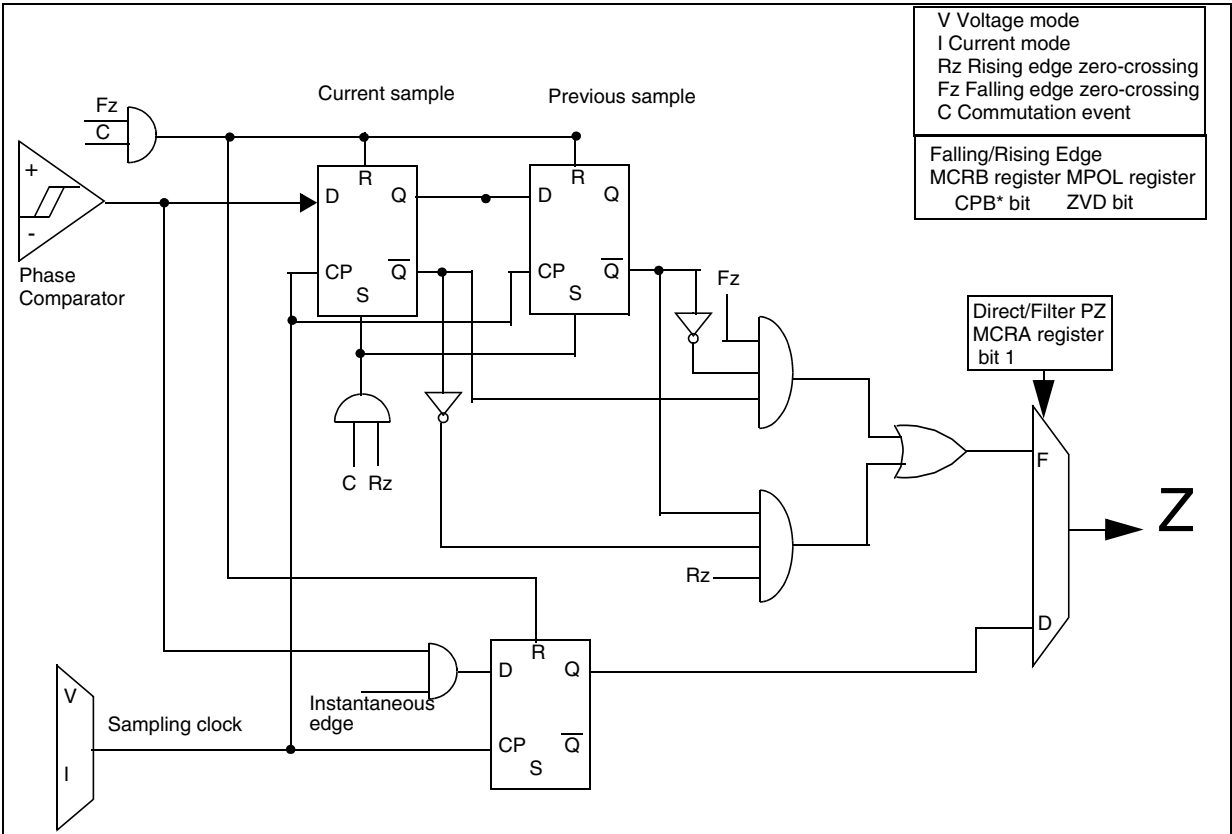 V Voltage mode
I Current mode
Rz Rising edge zero-crossing
Fz Falling edge zero-crossing
C Commutation event
Falling/Rising Edge
MCRB register MPOL register
CPB* bit ZVD bit
Current sample
Previous sample
Fz
C
+
-
Phase
Comparator
R
D Q
CP Q
S
R
D Q
CP Q
S
Fz
Direct/Filter PZ
MCRA register
bit 1
C Rz
F
Z
Rz
D
R
D Q
Instantaneous
edge
V
Sampling clock
CP Q
I
S